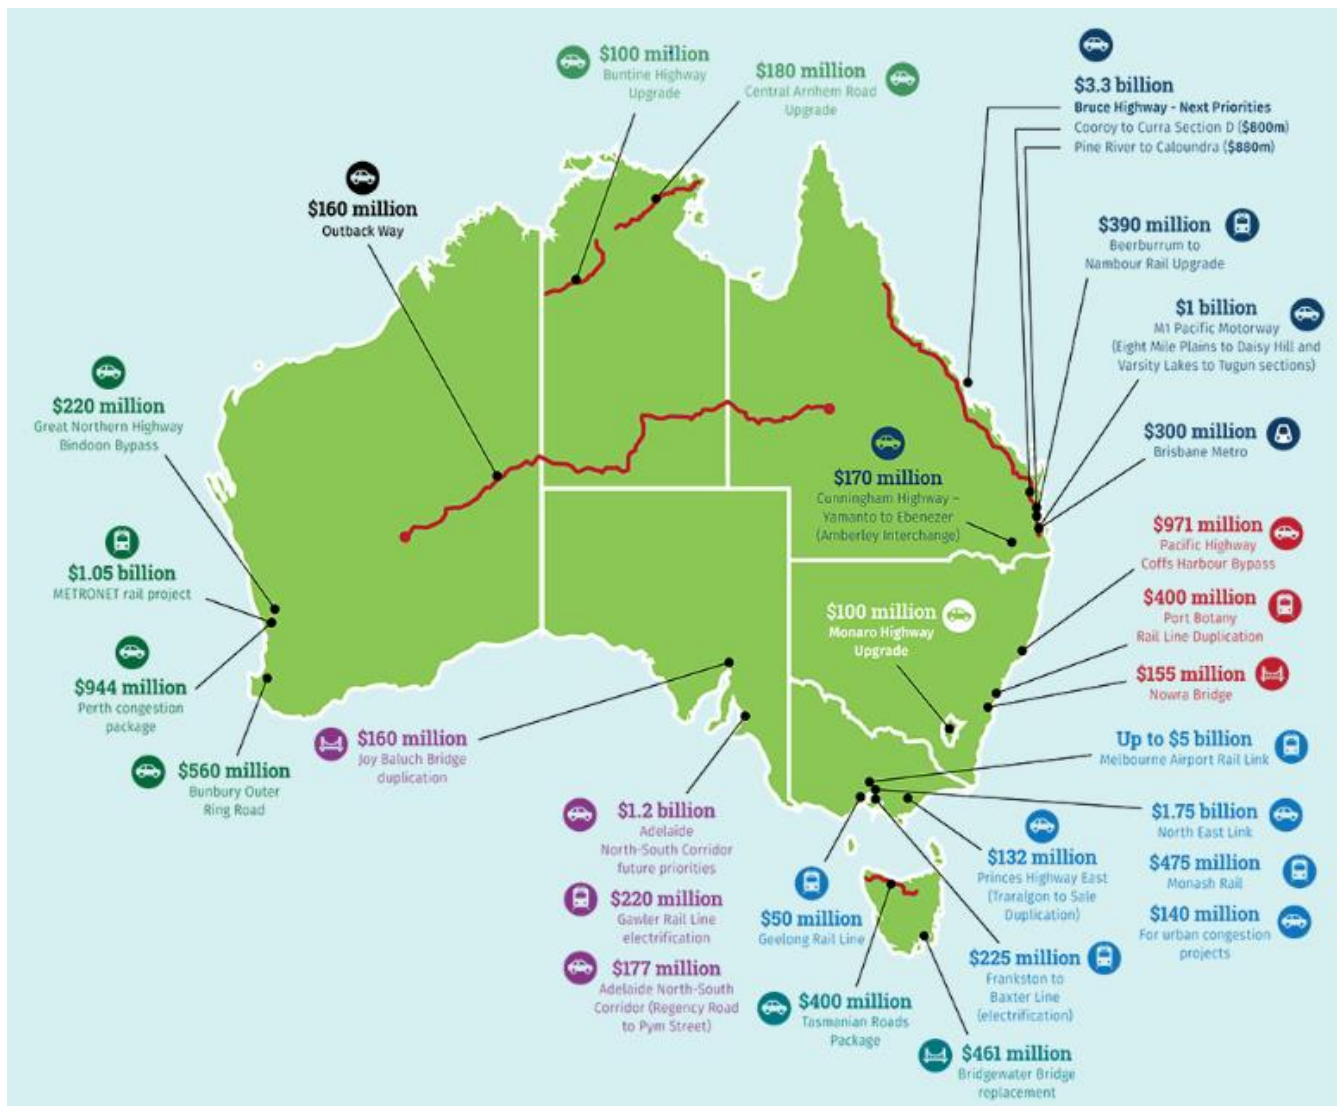 $100 million
Buntine Highway
Upgrade
$180 million
Central Arnhem Road
Upgrade
$3.3 billion
Bruce Highway - Next Priorities
Cooroy to Curra Section D ($800m)
Pine River to Caloundra ($880m)
$160 million
Outback Way
$390 million
Beerburrum to
Nambour Rail Upgrade
$1 billion
M1 Pacific Motorway
(Eight Mile Plains to Daisy Hill and
Varsity Lakes to Tugun sections)
$220 million
Great Northern Highway
Bindoon Bypass
$300 million
Brisbane Metro
$170 million
Cunningham Highway –
Yamanto to Ebenezer
(Amberley Interchange)
$971 million
Pacific Highway
Coffs Harbour Bypass
$1.05 billion
METRONET rail project
$400 million
Port Botany
Rail Line Duplication
$100 million
Monaro Highway
Upgrade
$155 million
Nowra Bridge
$944 million
Perth congestion
package
$160 million
Joy Baluch Bridge
duplication
Up to $5 billion
Melbourne Airport Rail Link
$560 million
Bunbury Outer
Ring Road
$1.2 billion
Adelaide
North-South Corridor
future priorities
$1.75 billion
North East Link
$132 million
Princes Highway East
(Traralgon to Sale
Duplication)
$475 million
Monash Rail
$220 million
Gawler Rail Line
electrification
$50 million
Geelong Rail Line
$140 million
For urban congestion
projects
$177 million
Adelaide North-South
Corridor (Regency Road
to Pym Street)
$225 million
Frankston to
Baxter Line
(electrification)
$400 million
Tasmanian Roads
Package
$461 million
Bridgewater Bridge
replacement